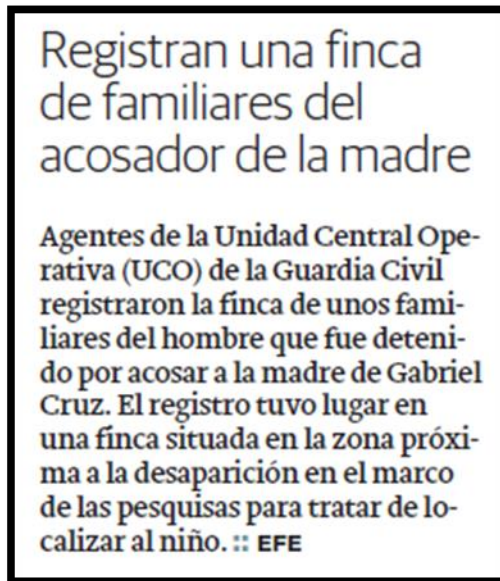 Registran una finca
de familiares del
acosador de la madre
Agentes de la Unidad Central Ope-
rativa (UCO) de la Guardia Civil
registraron la finca de unos fami-
liares del hombre que fue deteni-
do por acosar a la madre de Gabriel
Cruz. El registro tuvo lugar en
una finca situada en la zona próxi-
ma a la desaparición en el marco
de las pesquisas para tratar de lo-
calizar al niño. :: EFE